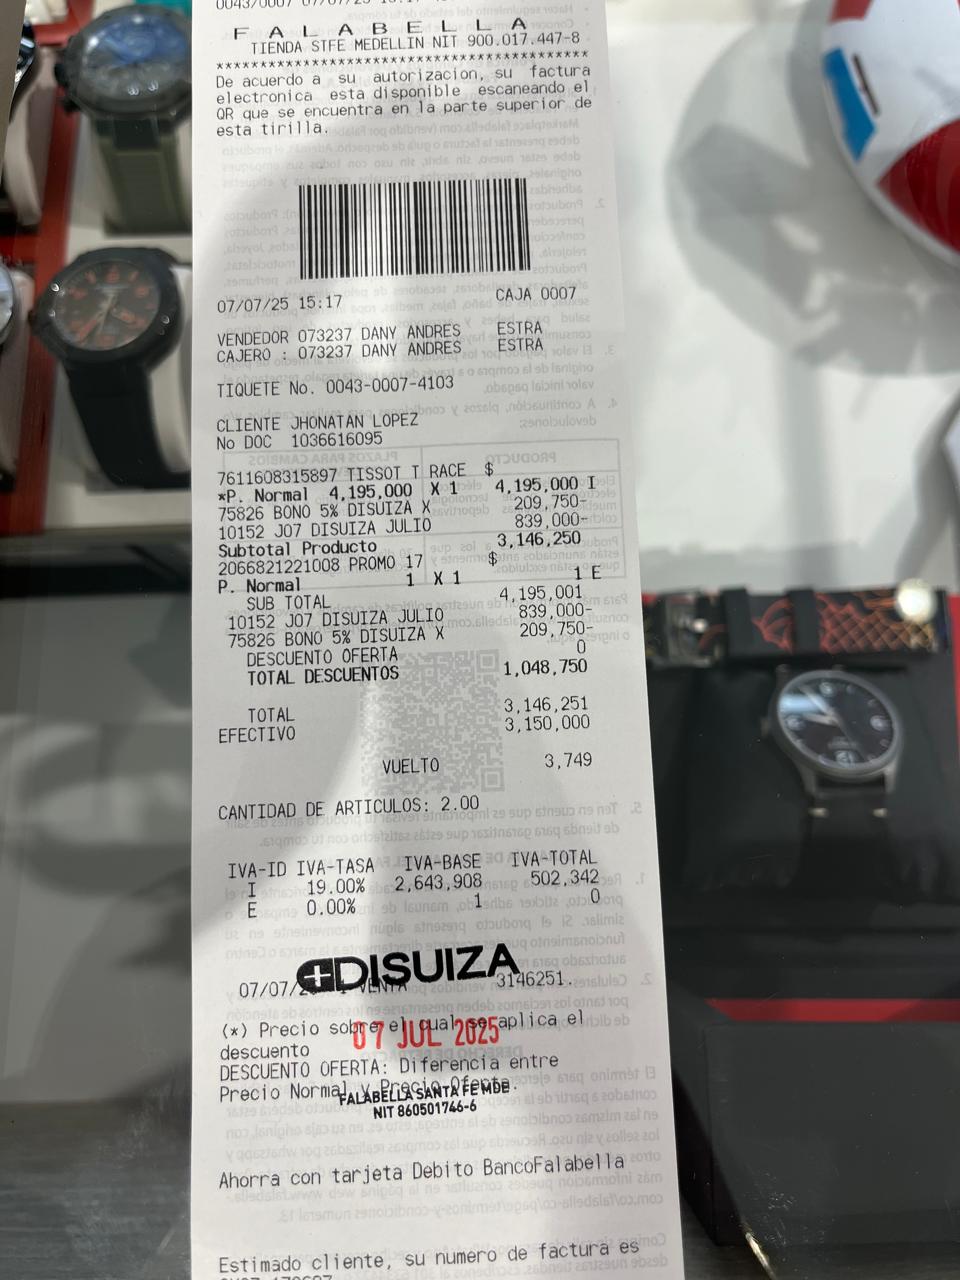 F A L A B E L L A
TIENDA STFE MEDELLIN NIT 900.017.447-8
******************************************
De acuerdo a su autorizacion, su factura
electronica esta disponible escaneando el
QR que se encuentra en la parte superior de
esta tirilla.
07/07/25 15:17 CAJA 0007
VENDEDOR 073237 DANY ANDRES ESTRA
CAJERO : 073237 DANY ANDRES ESTRA
TIQUETE No. 0043-0007-4103
CLIENTE JHONATAN LOPEZ
No DOC 1036616095
7611608315897 TISSOT T RACE $
*P. Normal 4,195,000 X 1 4,195,000 I
75826 BONO 5% DISUIZA X 209,750-
10152 J07 DISUIZA JULIO 839,000-
Subtotal Producto 3,146,250
2066821221008 PROMO 17 $
P. Normal 1 X 1 1 E
SUB TOTAL 4,195,001
10152 J07 DISUIZA JULIO 839,000-
75826 BONO 5% DISUIZA X 209,750-
DESCUENTO OFERTA 0
TOTAL DESCUENTOS 1,048,750
TOTAL 3,146,251
EFECTIVO 3,150,000
VUELTO 3,749
CANTIDAD DE ARTICULOS: 2.00
IVA-ID IVA-TASA IVA-BASE IVA-TOTAL
I 19.00% 2,643,908 502,342
E 0.00% 1 0
DISUIZA
07/07/2 VENTA 3146251.
(*) Precio sobre el cual se aplica el
07 JUL 2025
descuento
DESCUENTO OFERTA: Diferencia entre
Precio Normal y Precio Oferta.
FALABELLA SANTA FE MDE
NIT 860501746-6
Ahorra con tarjeta Debito BancoFalabella
Estimado cliente, su numero de factura es